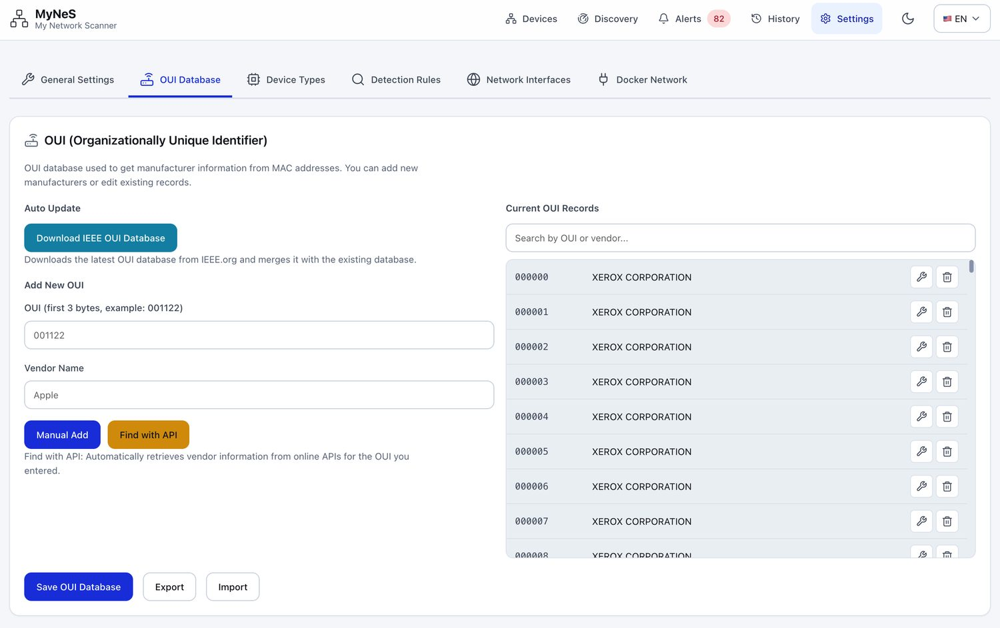 MyNeS
My Network Scanner
Devices
Discovery
Alerts 82
History
Settings
EN
General Settings
OUI Database
Device Types
Detection Rules
Network Interfaces
Docker Network
OUI (Organizationally Unique Identifier)
OUI database used to get manufacturer information from MAC addresses. You can add new
manufacturers or edit existing records.
Auto Update
Download IEEE OUI Database
Downloads the latest OUI database from IEEE.org and merges it with the existing database.
Add New OUI
OUI (first 3 bytes, example: 001122)
001122
Vendor Name
Apple
Manual Add
Find with API
Find with API: Automatically retrieves vendor information from online APIs for the OUI you
entered.
Current OUI Records
Search by OUI or vendor...
000000 XEROX CORPORATION
000001 XEROX CORPORATION
000002 XEROX CORPORATION
000003 XEROX CORPORATION
000004 XEROX CORPORATION
000005 XEROX CORPORATION
000006 XEROX CORPORATION
000007 XEROX CORPORATION
000008 XEROX CORPORATION
Save OUI Database
Export
Import